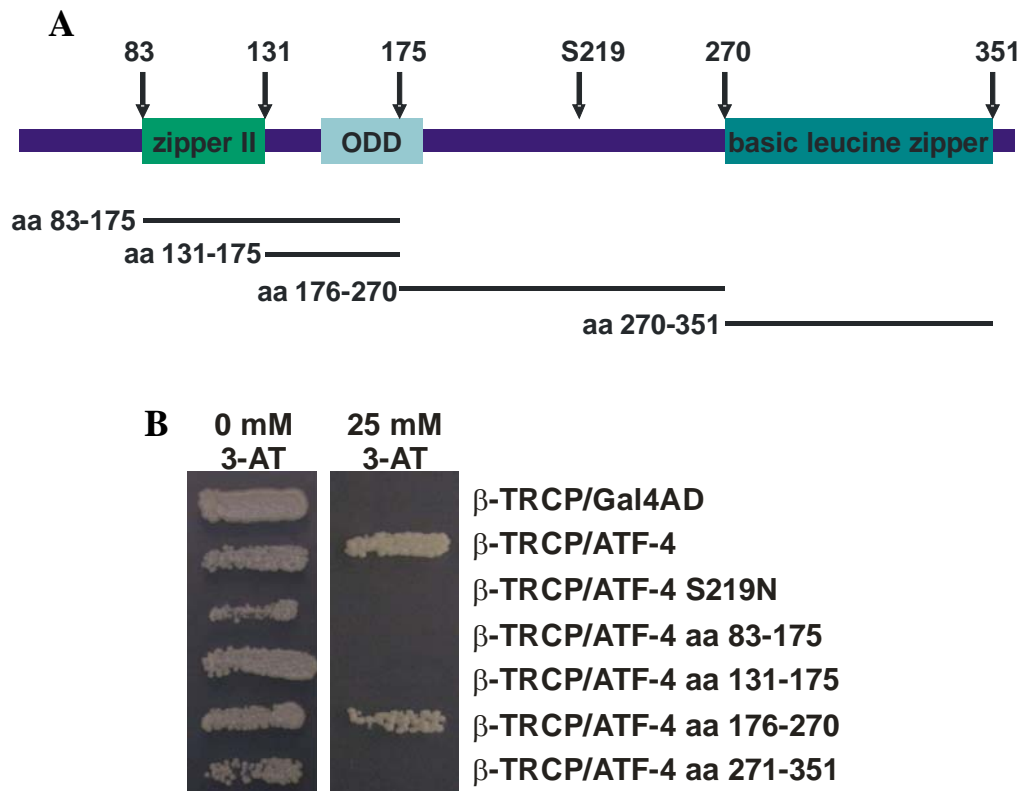 A
83 131 175 S219 270 351
zipper II ODD basic leucine zipper
aa 83-175
aa 131-175
aa 176-270
aa 270-351
B 0 mM 25 mM
3-AT 3-AT
β-TRCP/Gal4AD
β-TRCP/ATF-4
β-TRCP/ATF-4 S219N
β-TRCP/ATF-4 aa 83-175
β-TRCP/ATF-4 aa 131-175
β-TRCP/ATF-4 aa 176-270
β-TRCP/ATF-4 aa 271-351